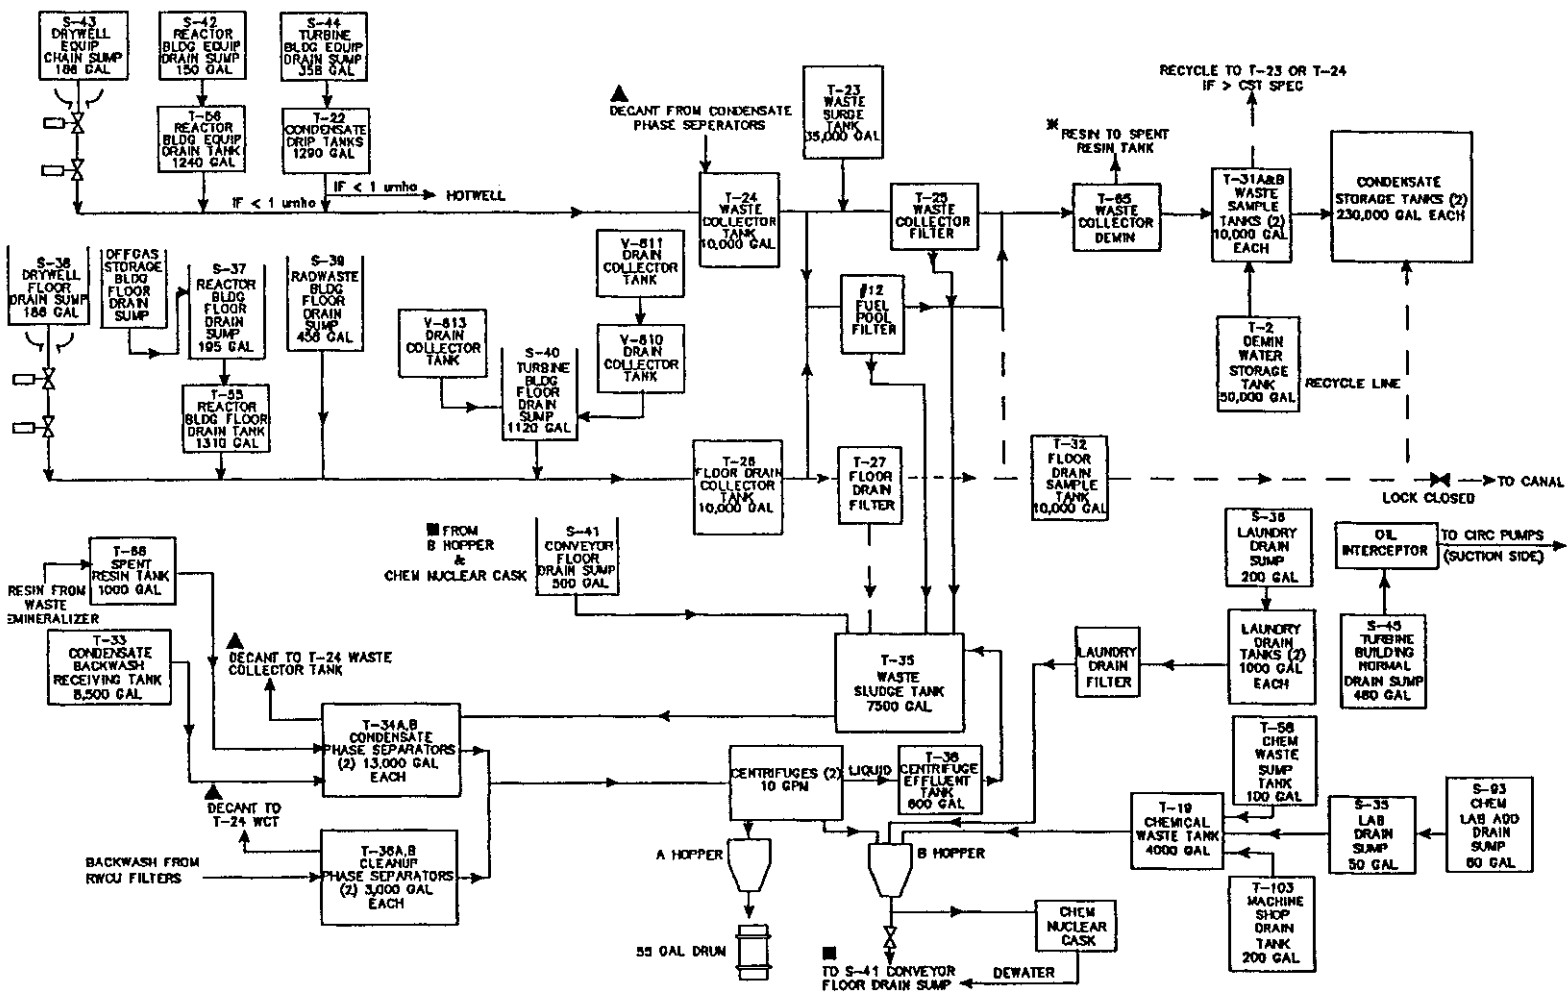 S-43
DRYWELL
EQUIP
CHAIN SUMP
188 GAL
S-42
REACTOR
BLDG EQUIP
DRAIN SUMP
150 GAL
S-44
TURBINE
BLDG EQUIP
DRAIN SUMP
358 GAL
T-56
REACTOR
BLDG EQUIP
DRAIN TANK
1240 GAL
T-22
CONDENSATE
DRIP TANKS
1290 GAL
IF < 1 umho
IF < 1 umho
HOTWELL
DECANT FROM CONDENSATE
PHASE SEPERATORS
T-23
WASTE
SURGE
TANK
35,000 GAL
T-24
WASTE
COLLECTOR
TANK
10,000 GAL
T-25
WASTE
COLLECTOR
FILTER
RESIN TO SPENT
RESIN TANK
T-65
WASTE
COLLECTOR
DEMIN
RECYCLE TO T-23 OR T-24
IF > CST SPEC
T-31A&B
WASTE
SAMPLE
TANKS (2)
10,000 GAL
EACH
CONDENSATE
STORAGE TANKS (2)
230,000 GAL EACH
S-38
DRYWELL
FLOOR
DRAIN SUMP
188 GAL
OFFGAS
STORAGE
BLDG
FLOOR
DRAIN
SUMP
S-37
REACTOR
BLDG
FLOOR
DRAIN
SUMP
195 GAL
S-39
RADWASTE
BLDG
FLOOR
DRAIN
SUMP
458 GAL
T-55
REACTOR
BLDG FLOOR
DRAIN TANK
1310 GAL
V-613
DRAIN
COLLECTOR
TANK
V-611
DRAIN
COLLECTOR
TANK
V-610
DRAIN
COLLECTOR
TANK
S-40
TURBINE
BLDG
FLOOR
DRAIN
SUMP
1120 GAL
#12
FUEL
POOL
FILTER
T-2
DEMIN
WATER
STORAGE
TANK
50,000 GAL
RECYCLE LINE
T-26
FLOOR DRAIN
COLLECTOR
TANK
10,000 GAL
T-27
FLOOR
DRAIN
FILTER
T-32
FLOOR
DRAIN
SAMPLE
TANK
10,000 GAL
TO CANAL
LOCK CLOSED
FROM
B HOPPER
&
CHEM NUCLEAR CASK
S-41
CONVEYOR
FLOOR
DRAIN SUMP
500 GAL
S-36
LAUNDRY
DRAIN
SUMP
200 GAL
OIL
INTERCEPTOR
TO CIRC PUMPS
(SUCTION SIDE)
T-66
SPENT
RESIN TANK
1000 GAL
RESIN FROM
WASTE
EMINERALIZER
T-33
CONDENSATE
BACKWASH
RECEIVING TANK
8,500 GAL
DECANT TO T-24 WASTE
COLLECTOR TANK
T-35
WASTE
SLUDGE TANK
7500 GAL
LAUNDRY
DRAIN
FILTER
LAUNDRY
DRAIN
TANKS (2)
1000 GAL
EACH
S-45
TURBINE
BUILDING
NORMAL
DRAIN SUMP
480 GAL
T-34A,B
CONDENSATE
PHASE SEPARATORS
(2) 13,000 GAL
EACH
CENTRIFUGES (2)
10 GPM
LIQUID
T-38
CENTRIFUGE
EFFLUENT
TANK
600 GAL
T-58
CHEM
WASTE
SUMP
TANK
100 GAL
DECANT TO
T-24 WCT
T-19
CHEMICAL
WASTE TANK
4000 GAL
S-35
LAB
DRAIN
SUMP
50 GAL
S-93
CHEM
LAB ADD
DRAIN
SUMP
60 GAL
BACKWASH FROM
RWCU FILTERS
T-36A,B
CLEANUP
PHASE SEPARATORS
(2) 3,000 GAL
EACH
A HOPPER
B HOPPER
T-103
MACHINE
SHOP
DRAIN
TANK
200 GAL
CHEM
NUCLEAR
CASK
55 GAL DRUM
TO S-41 CONVEYOR
FLOOR DRAIN SUMP
DEWATER